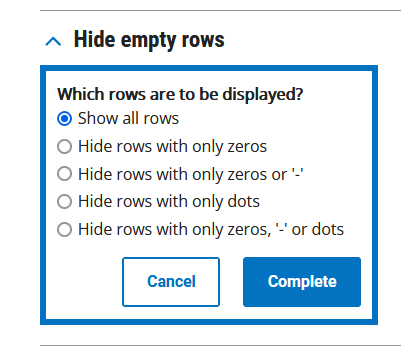 Hide empty rows
Which rows are to be displayed?
Show all rows
Hide rows with only zeros
Hide rows with only zeros or '-'
Hide rows with only dots
Hide rows with only zeros, '-' or dots
Cancel
Complete